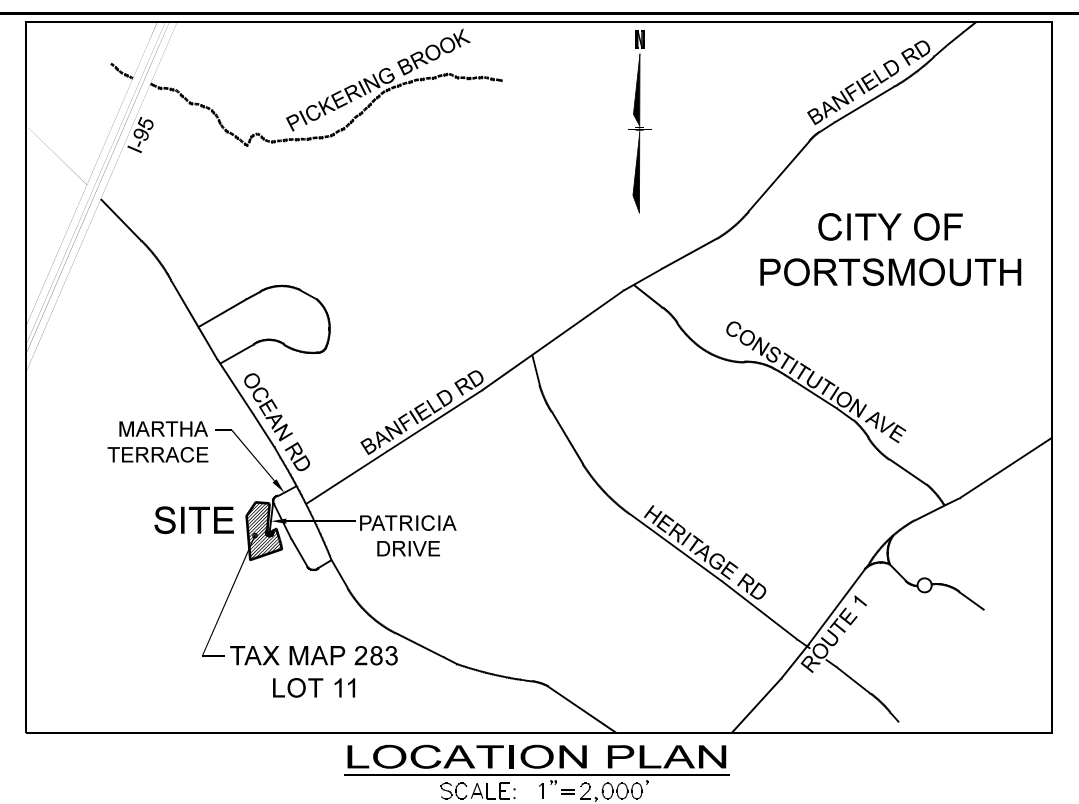 N
PICKERING BROOK
BANFIELD RD
I-95
CITY OF
PORTSMOUTH
CONSTITUTION AVE
OCEAN RD
BANFIELD RD
MARTHA
TERRACE
SITE
PATRICIA
DRIVE
HERITAGE RD
ROUTE 1
TAX MAP 283
LOT 11
LOCATION PLAN
SCALE: 1"=2,000'